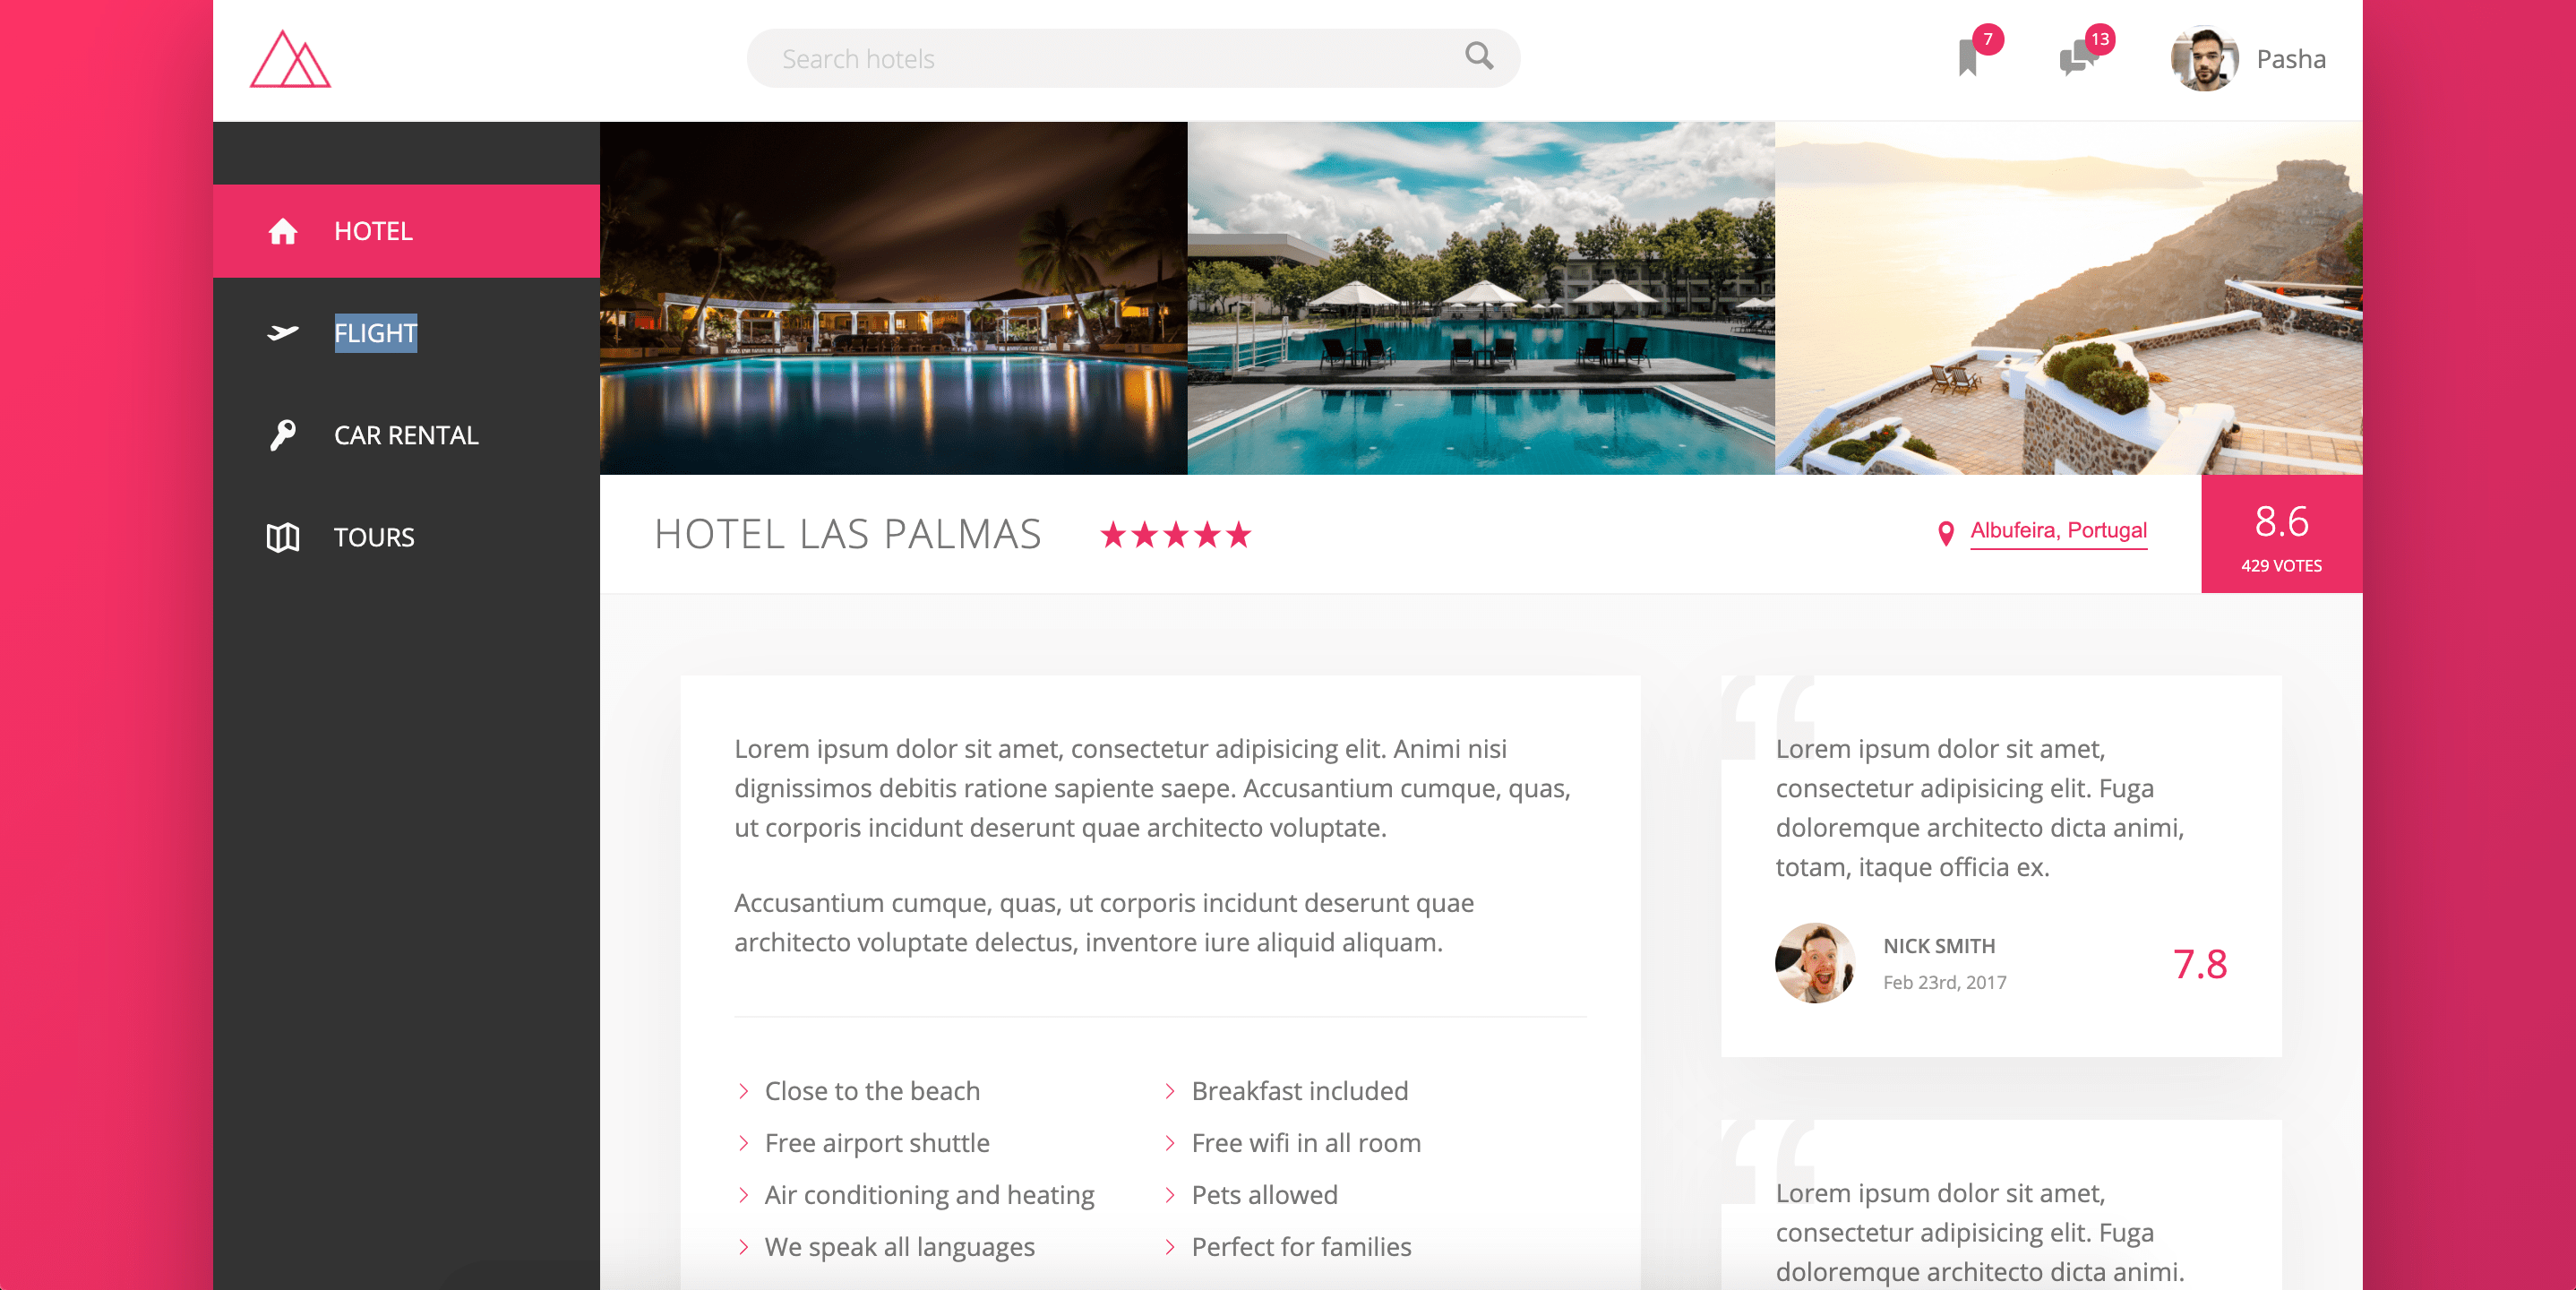 Search hotels
7
13
Pasha
HOTEL
FLIGHT
CAR RENTAL
TOURS
HOTEL LAS PALMAS
Albufeira, Portugal
8.6
429 VOTES
Lorem ipsum dolor sit amet, consectetur adipisicing elit. Animi nisi
dignissimos debitis ratione sapiente saepe. Accusantium cumque, quas,
ut corporis incidunt deserunt quae architecto voluptate.
Accusantium cumque, quas, ut corporis incidunt deserunt quae
architecto voluptate delectus, inventore iure aliquid aliquam.
Close to the beach
Free airport shuttle
Air conditioning and heating
We speak all languages
Breakfast included
Free wifi in all room
Pets allowed
Perfect for families
“
Lorem ipsum dolor sit amet,
consectetur adipisicing elit. Fuga
doloremque architecto dicta animi,
totam, itaque officia ex.
NICK SMITH
Feb 23rd, 2017
7.8
“
Lorem ipsum dolor sit amet,
consectetur adipisicing elit. Fuga
doloremque architecto dicta animi.